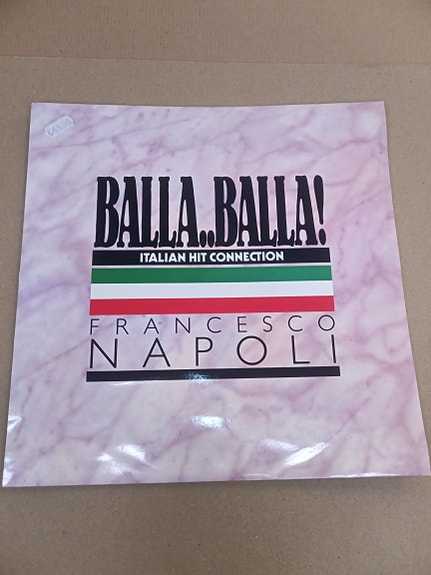 BALLA..BALLA!
ITALIAN HIT CONNECTION
FRANCESCO
NAPOLI